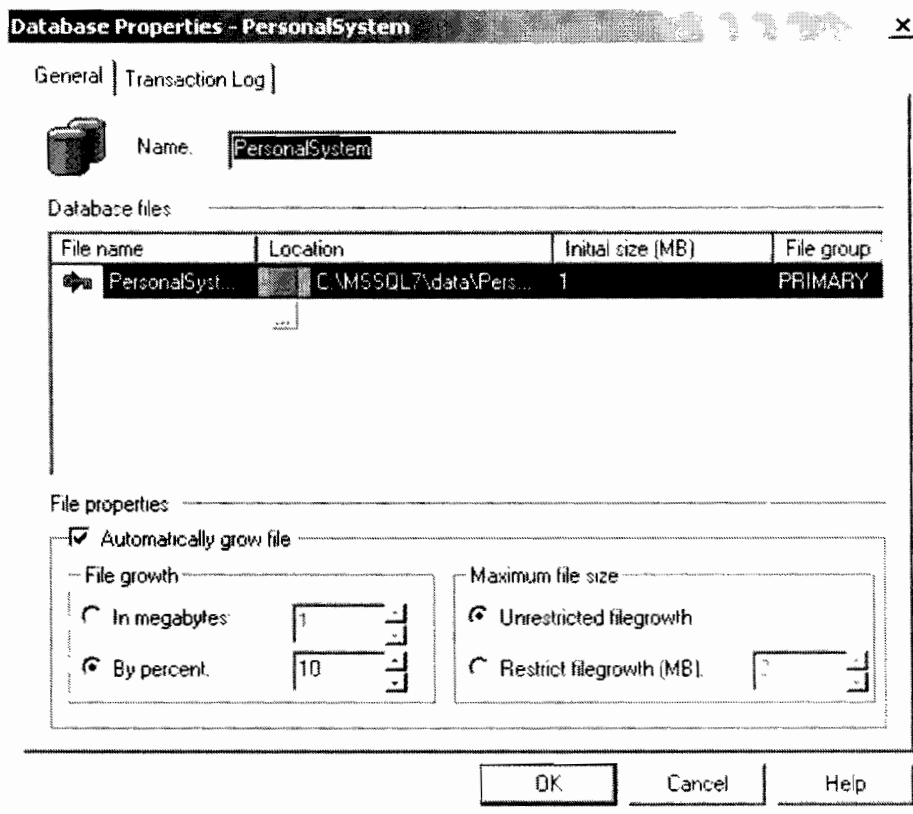 Database Properties - PersonalSystem
General Transaction Log
Name. PersonalSystem
Database files
File name Location Initial size (MB) File group
PersonalSyst... C:\MSSQL7\data\Pers... 1 PRIMARY
...
File properties
Automatically grow file
File growth Maximum file size
In megabytes: 1 Unrestricted filegrowth
By percent. 10 Restrict filegrowth (MB).
OK Cancel Help